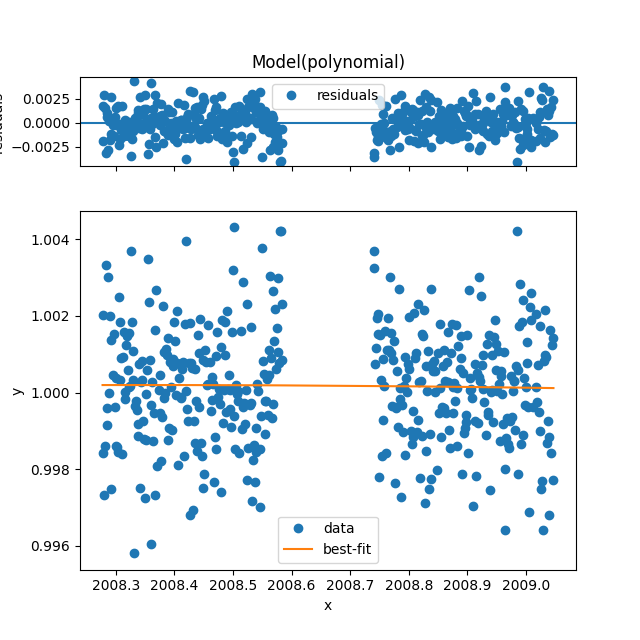 Model(polynomial)
residuals
0.0025
0.0000
−0.0025
residuals
1.004
1.002
1.000
0.998
0.996
y
data
best-fit
2008.3 2008.4 2008.5 2008.6 2008.7 2008.8 2008.9 2009.0
x